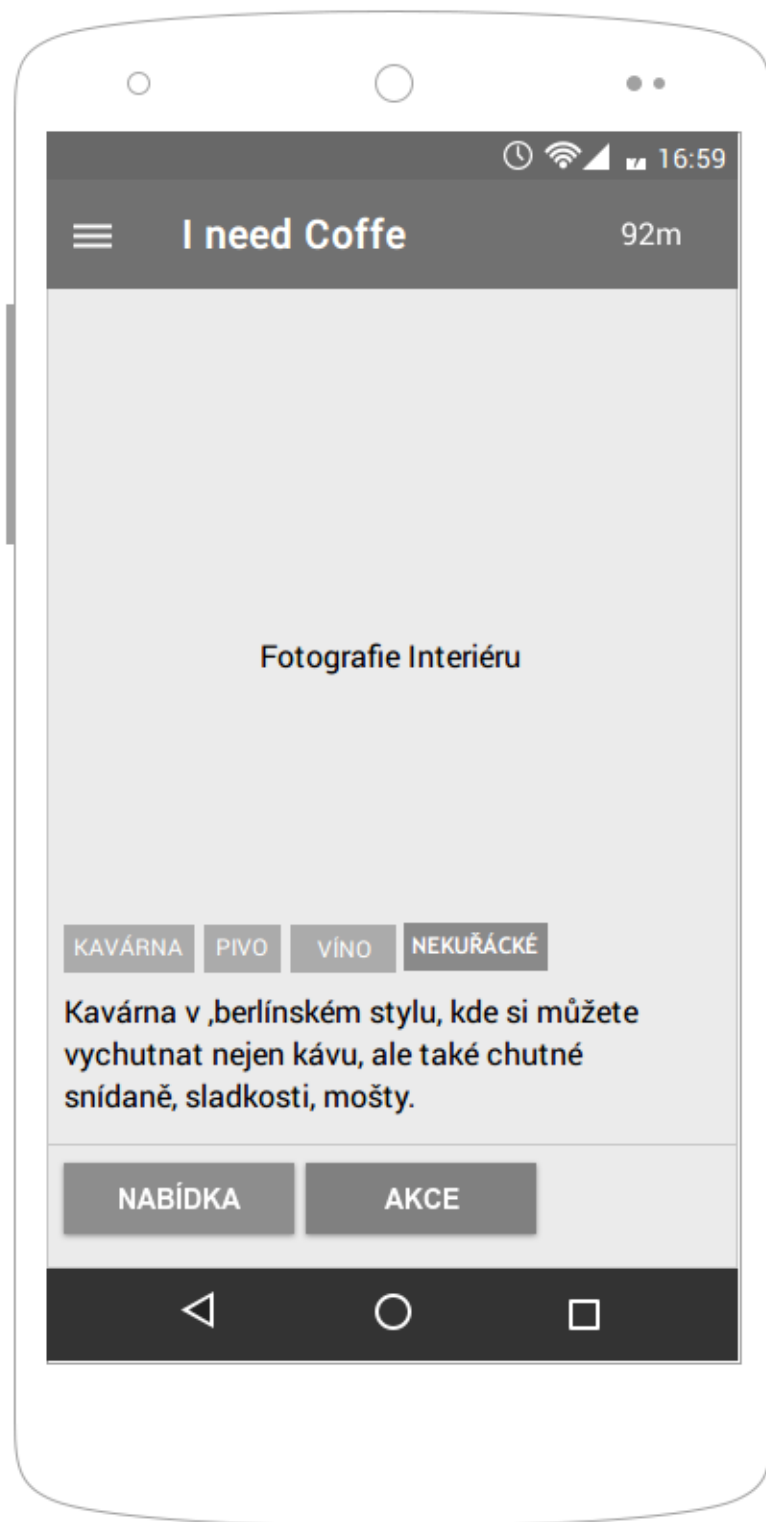 16:59
I need Coffe 92m
Fotografie Interiéru
KAVÁRNA PIVO VÍNO NEKUŘÁCKÉ
Kavárna v ,berlínském stylu, kde si můžete
vychutnat nejen kávu, ale také chutné
snídaně, sladkosti, mošty.
NABÍDKA AKCE